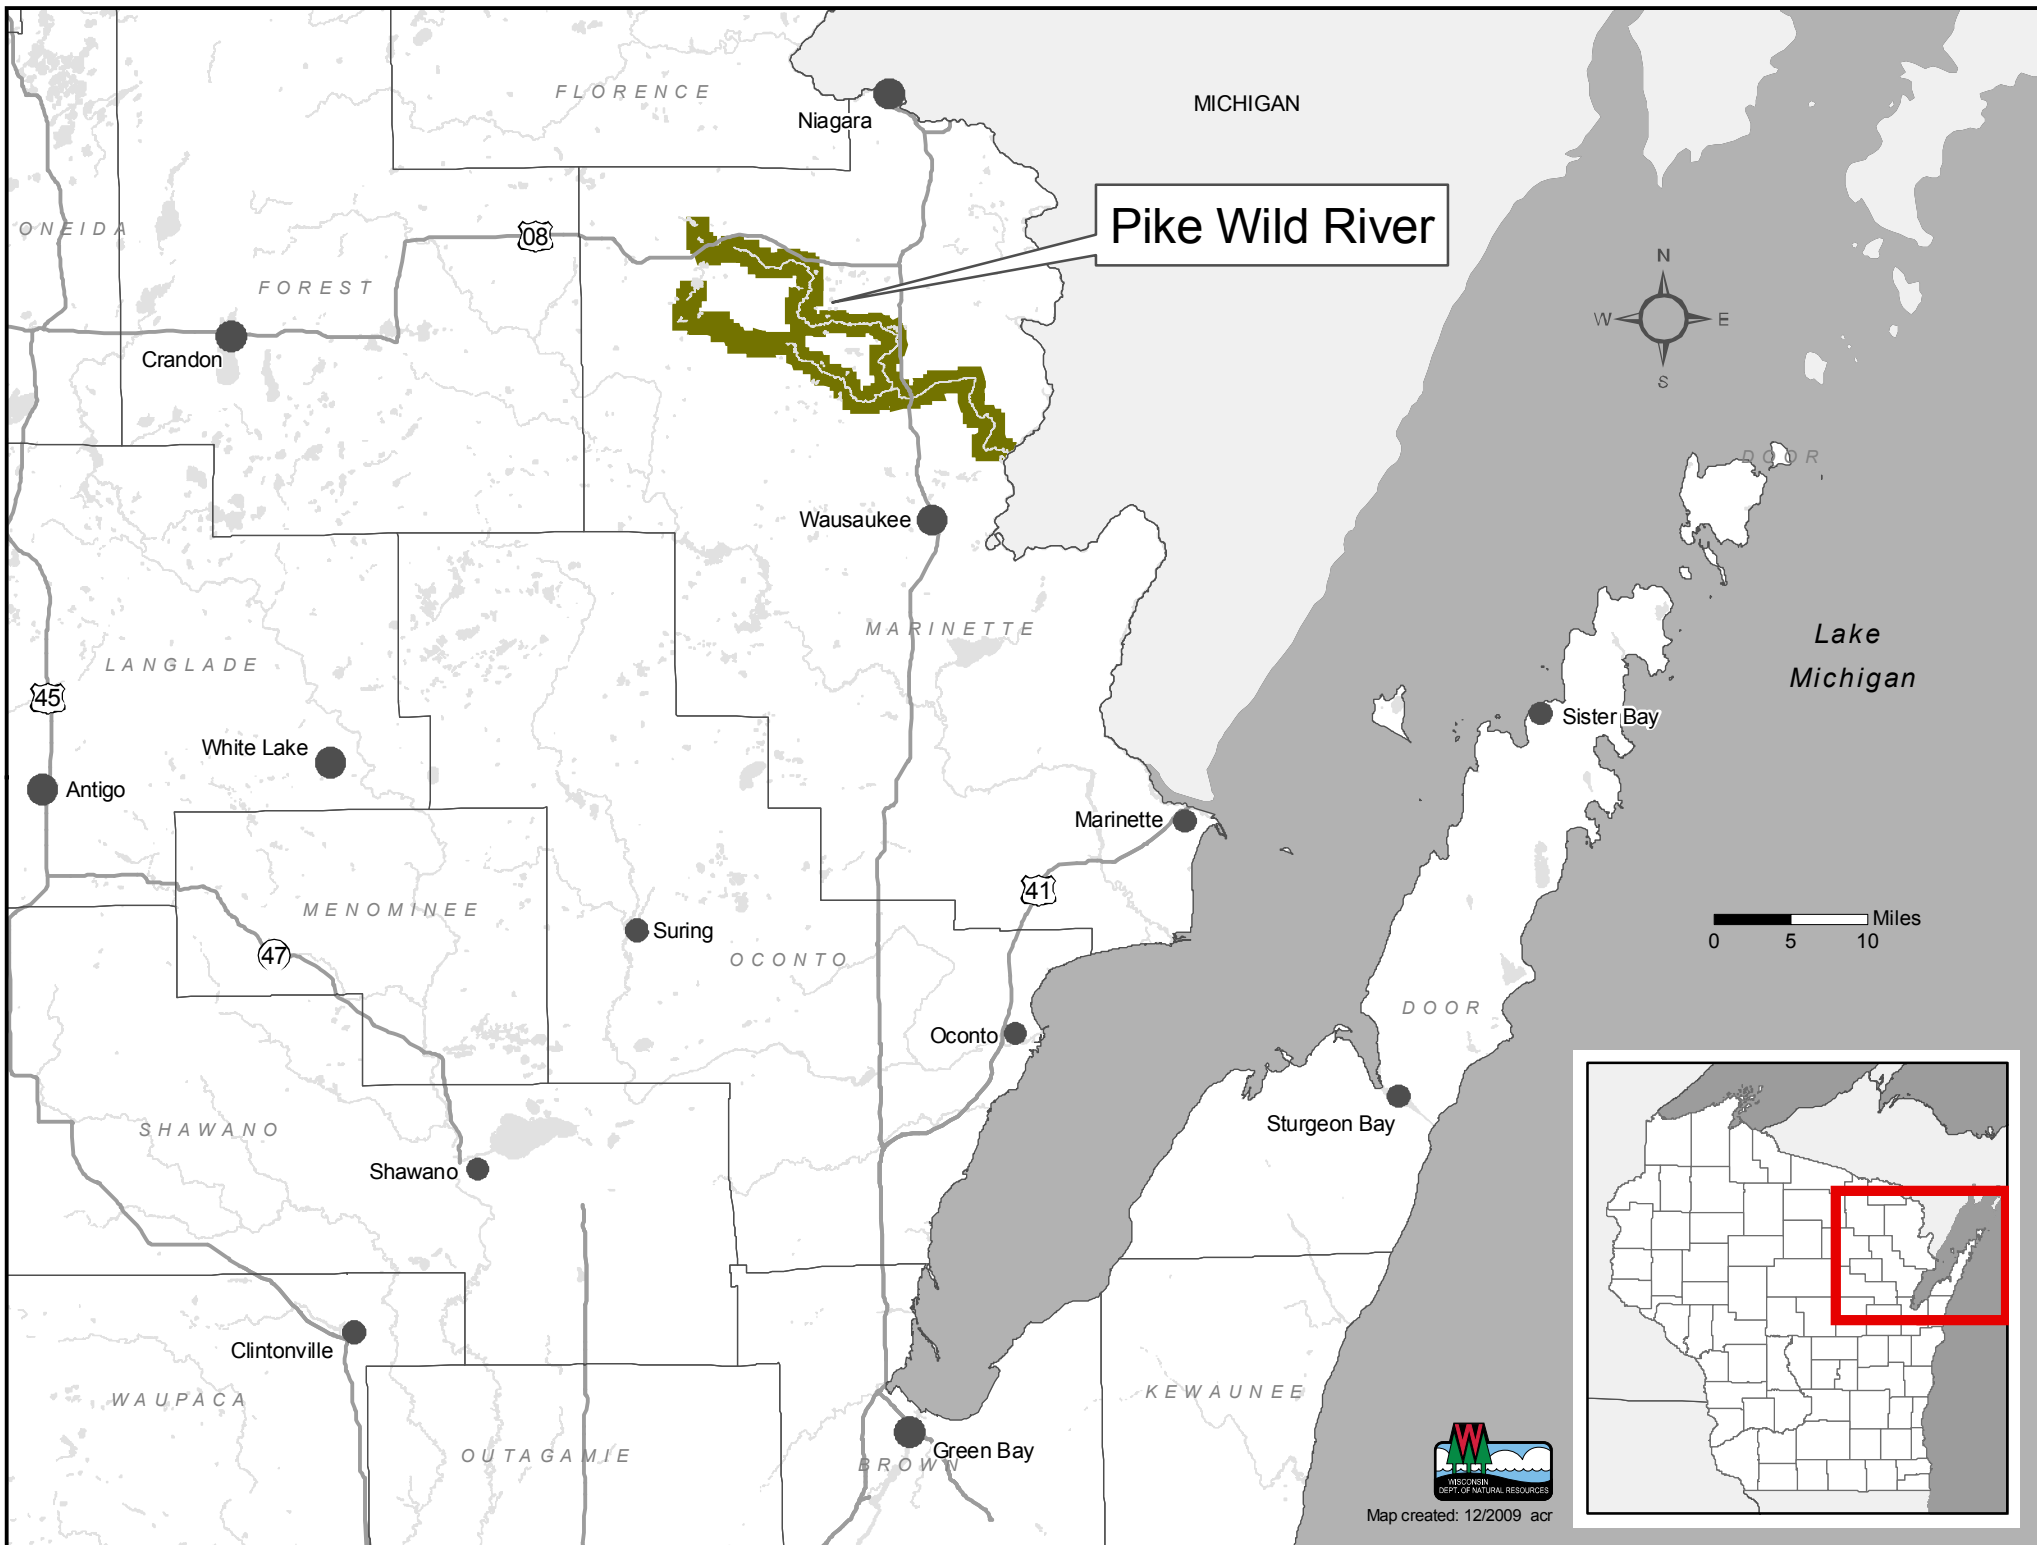 FLORENCE
MICHIGAN
Niagara
Pike Wild River
ONEIDA
08
N
FOREST
W
E
Crandon
S
DOOR
Wausaukee
MARINETTE
Lake
Michigan
LANGLADE
45
Sister Bay
White Lake
Antigo
Marinette
41
MENOMINEE
Suring
Miles
0 5 10
47
OCONTO
DOOR
Oconto
Sturgeon Bay
SHAWANO
Shawano
Clintonville
WAUPACA
KEWAUNEE
Green Bay
OUTAGAMIE
BROWN
W
WISCONSIN
DEPT. OF NATURAL RESOURCES
Map created: 12/2009 acr